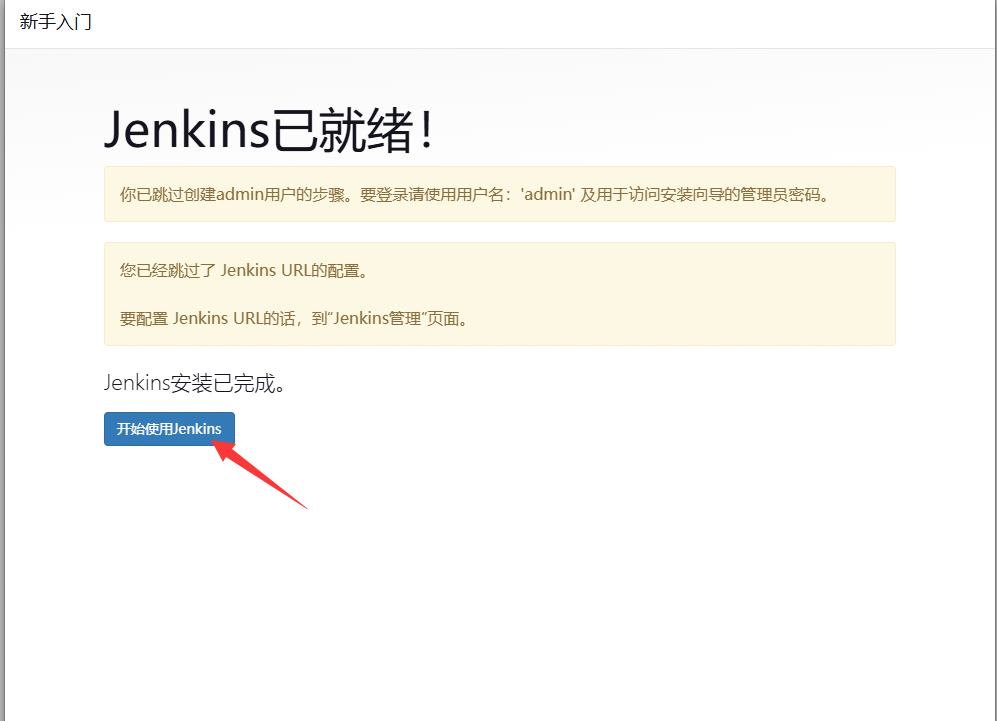 新手入门
Jenkins已就绪！
你已跳过创建admin用户的步骤。要登录请使用用户名：'admin' 及用于访问安装向导的管理员密码。
您已经跳过了 Jenkins URL的配置。
要配置 Jenkins URL的话，到“Jenkins管理”页面。
Jenkins安装已完成。
开始使用Jenkins